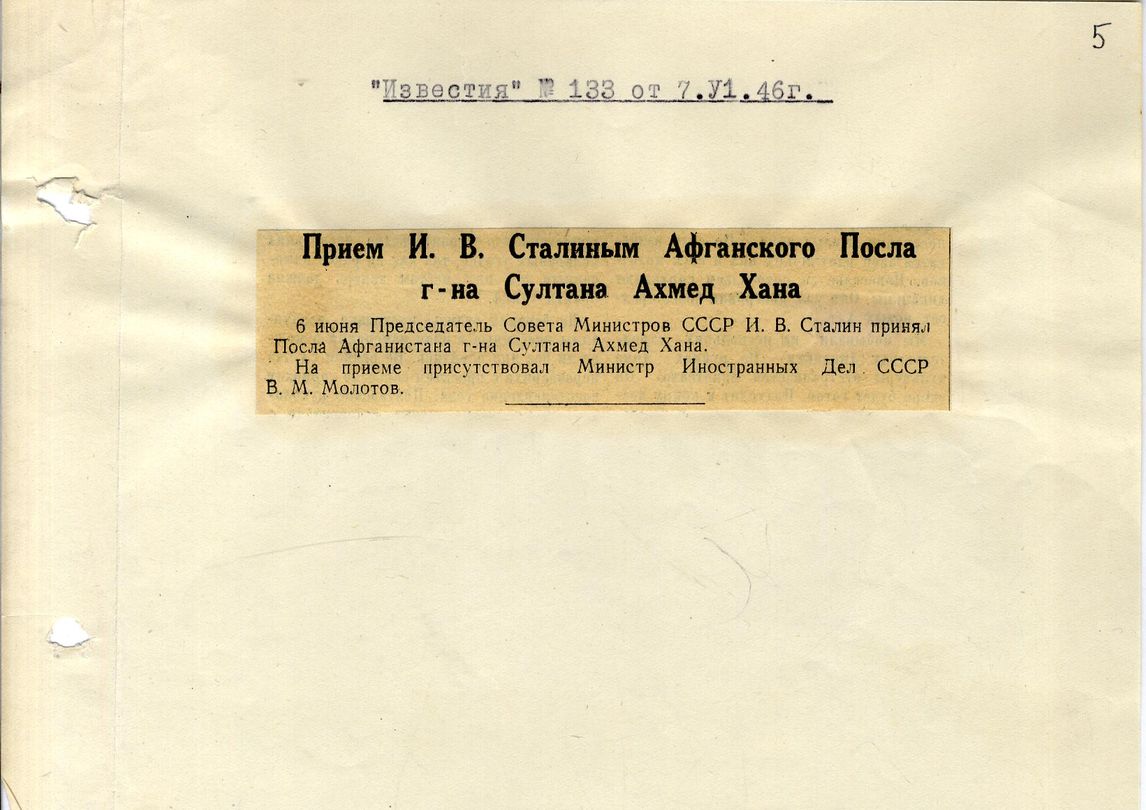 5
"Известия" № 133 от 7.У1.46г.
Прием И. В. Сталиным Афганского Посла
г-на Султана Ахмед Хана
6 июня Председатель Совета Министров СССР И. В. Сталин принял
Посла Афганистана г-на Султана Ахмед Хана.
На приеме присутствовал Министр Иностранных Дел СССР
В. М. Молотов.